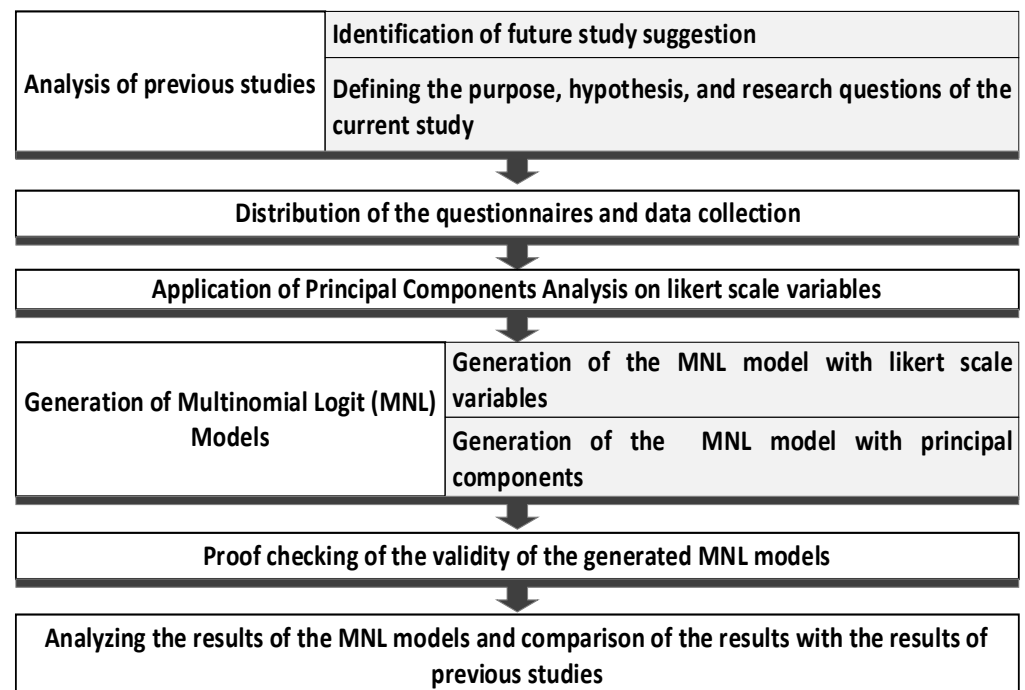 Identification of future study suggestion
Analysis of previous studies
Defining the purpose, hypothesis, and research questions of the
current study
Distribution of the questionnaires and data collection
Application of Principal Components Analysis on likert scale variables
Generation of Multinomial Logit (MNL)
Models
Generation of the MNL model with likert scale
variables
Generation of the MNL model with principal
components
Proof checking of the validity of the generated MNL models
Analyzing the results of the MNL models and comparison of the results with the results of
previous studies